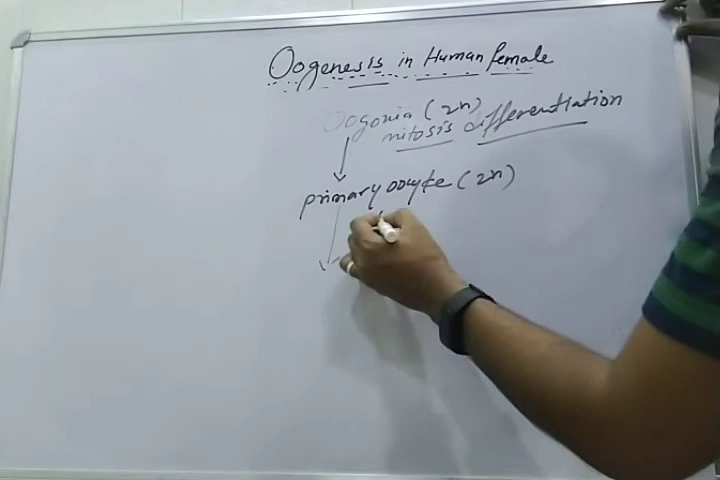 Oogenesis in Human female
Oogonia (2n)
mitosis differentiation
primary oocyte (2n)